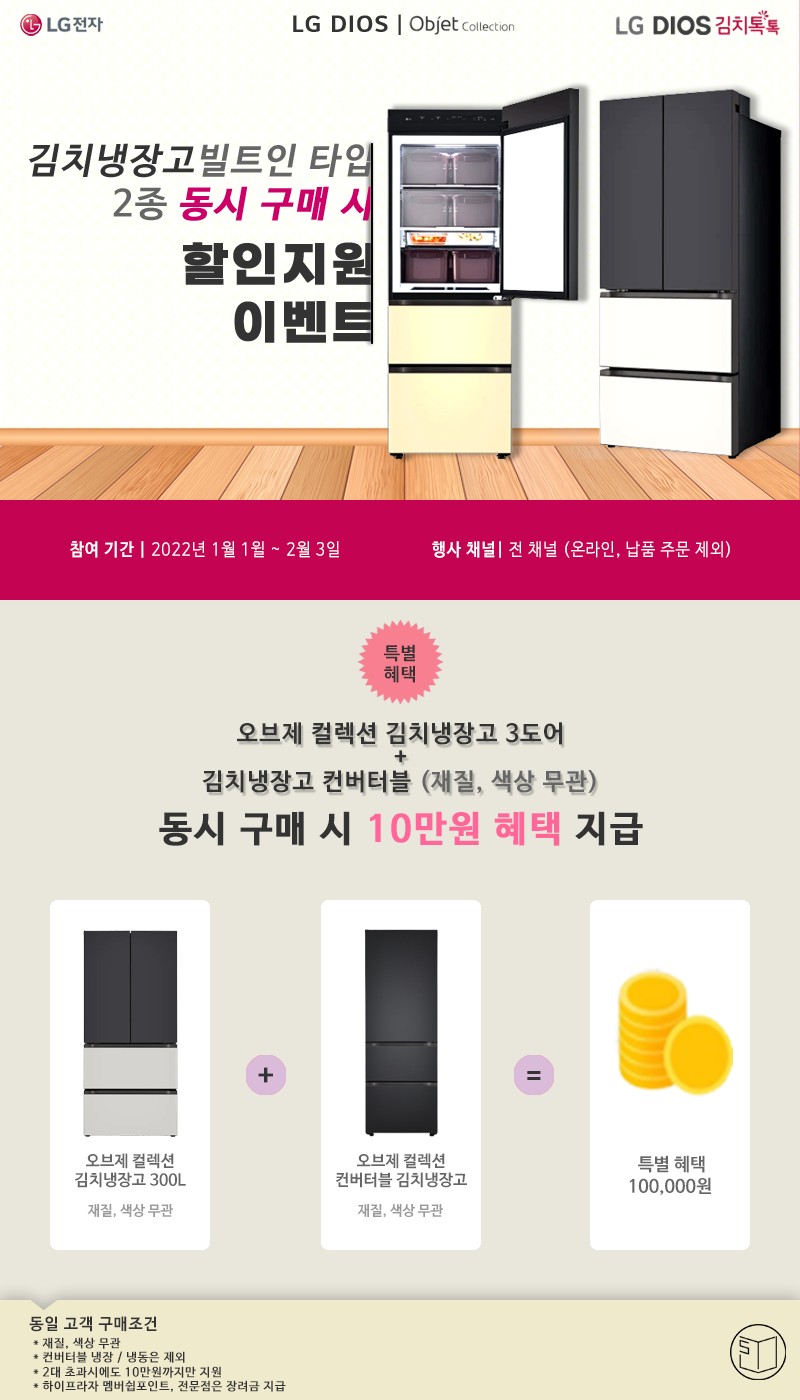 LG전자
LG DIOS | Objet Collection
LG DIOS 김치톡톡
김치냉장고빌트인 타입
2종 동시 구매 시
할인지원
이벤트
참여 기간 | 2022년 1월 1일 ~ 2월 3일
행사 채널| 전 채널 (온라인, 납품 주문 제외)
특별
혜택
오브제 컬렉션 김치냉장고 3도어
+
김치냉장고 컨버터블 (재질, 색상 무관)
동시 구매 시 10만원 혜택 지급
오브제 컬렉션
김치냉장고 300L
재질, 색상 무관
+
오브제 컬렉션
컨버터블 김치냉장고
재질, 색상 무관
=
특별 혜택
100,000원
동일 고객 구매조건
* 재질, 색상 무관
* 컨버터블 냉장 / 냉동은 제외
* 2대 초과시에도 10만원까지만 지원
* 하이프라자 멤버쉽포인트, 전문점은 장려금 지급